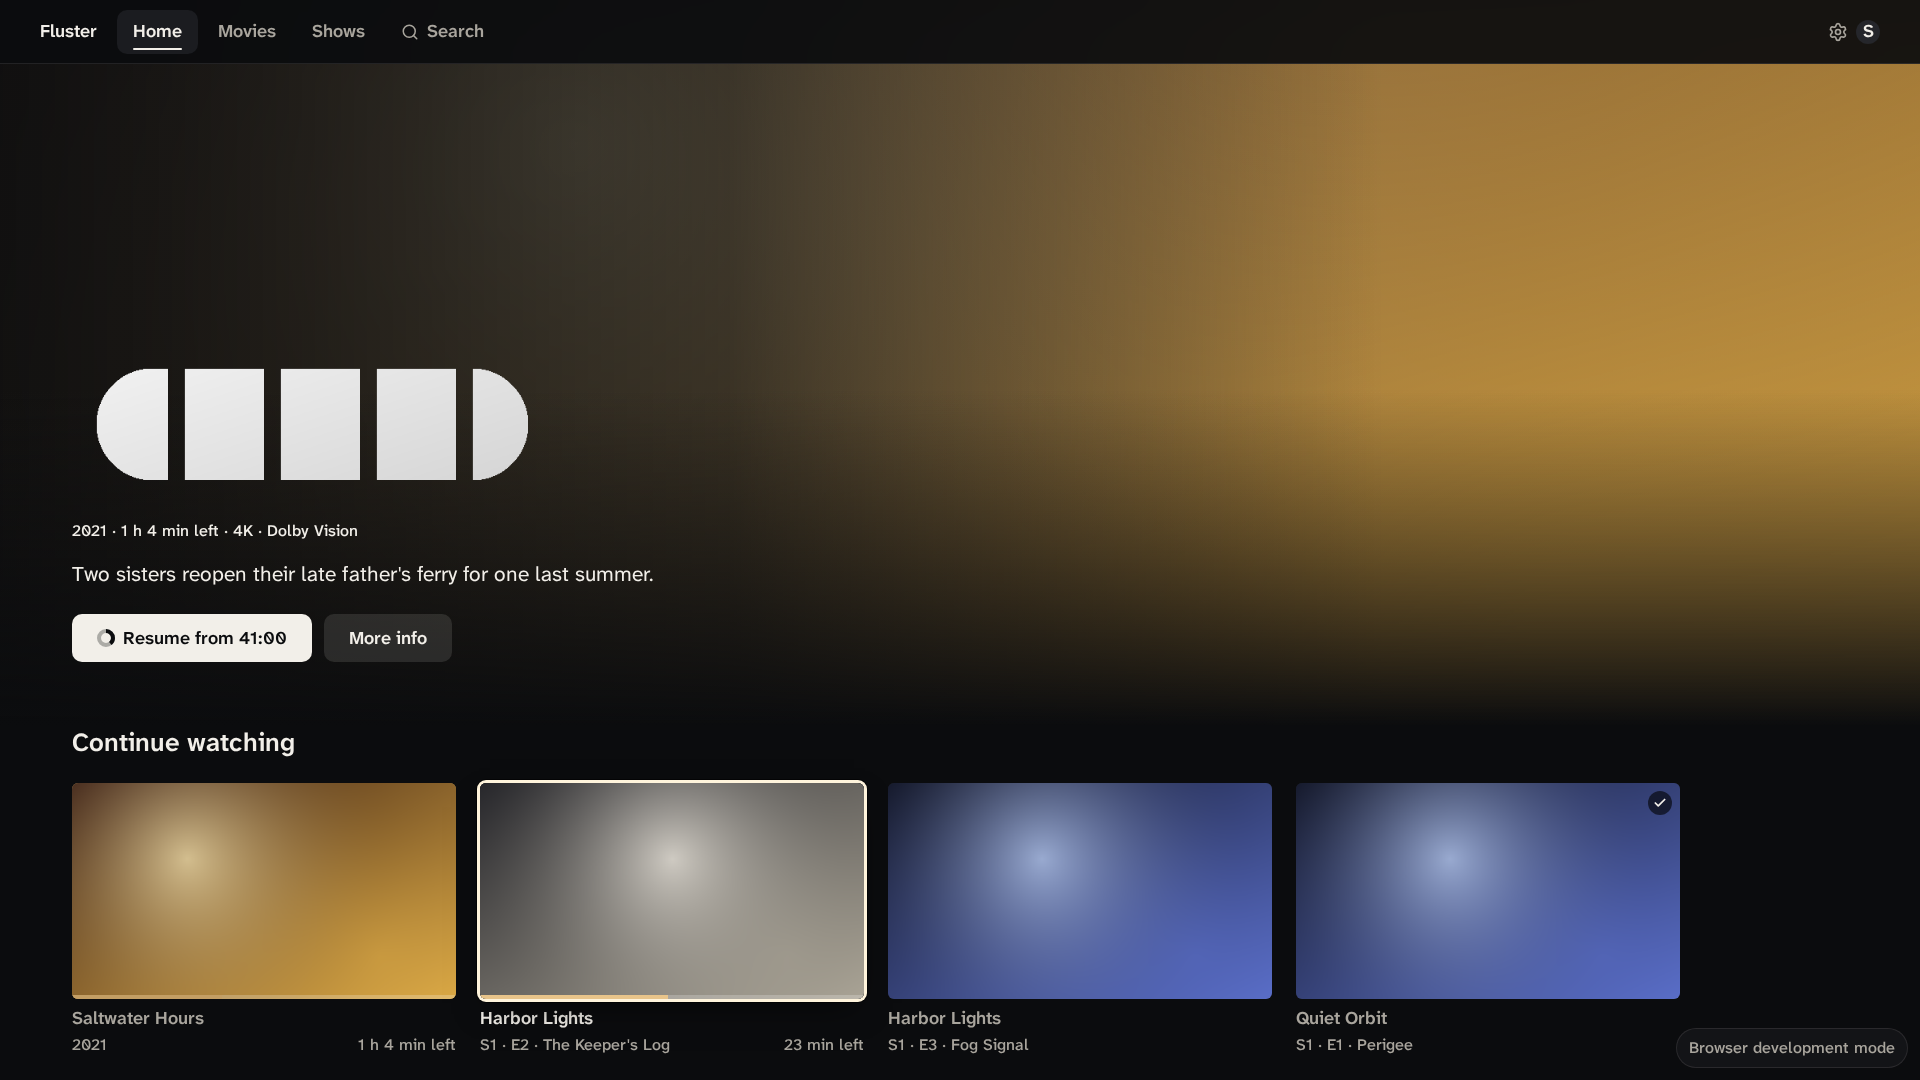 Fluster
Home
Movies
Shows
Search
S
2021 · 1 h 4 min left · 4K · Dolby Vision
Two sisters reopen their late father's ferry for one last summer.
Resume from 41:00
More info
Continue watching
Saltwater Hours
2021
1 h 4 min left
Harbor Lights
S1 · E2 · The Keeper's Log
23 min left
Harbor Lights
S1 · E3 · Fog Signal
Quiet Orbit
S1 · E1 · Perigee
Browser development mode